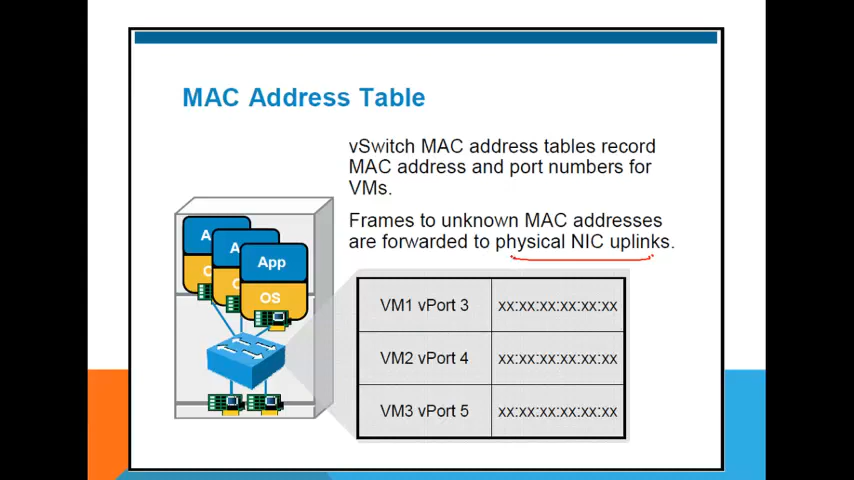 MAC Address Table
vSwitch MAC address tables record
MAC address and port numbers for
VMs.
Frames to unknown MAC addresses
are forwarded to physical NIC uplinks.
A
A
App
O
O
OS
VM1 vPort 3 xx:xx:xx:xx:xx:xx
VM2 vPort 4 xx:xx:xx:xx:xx:xx
VM3 vPort 5 xx:xx:xx:xx:xx:xx